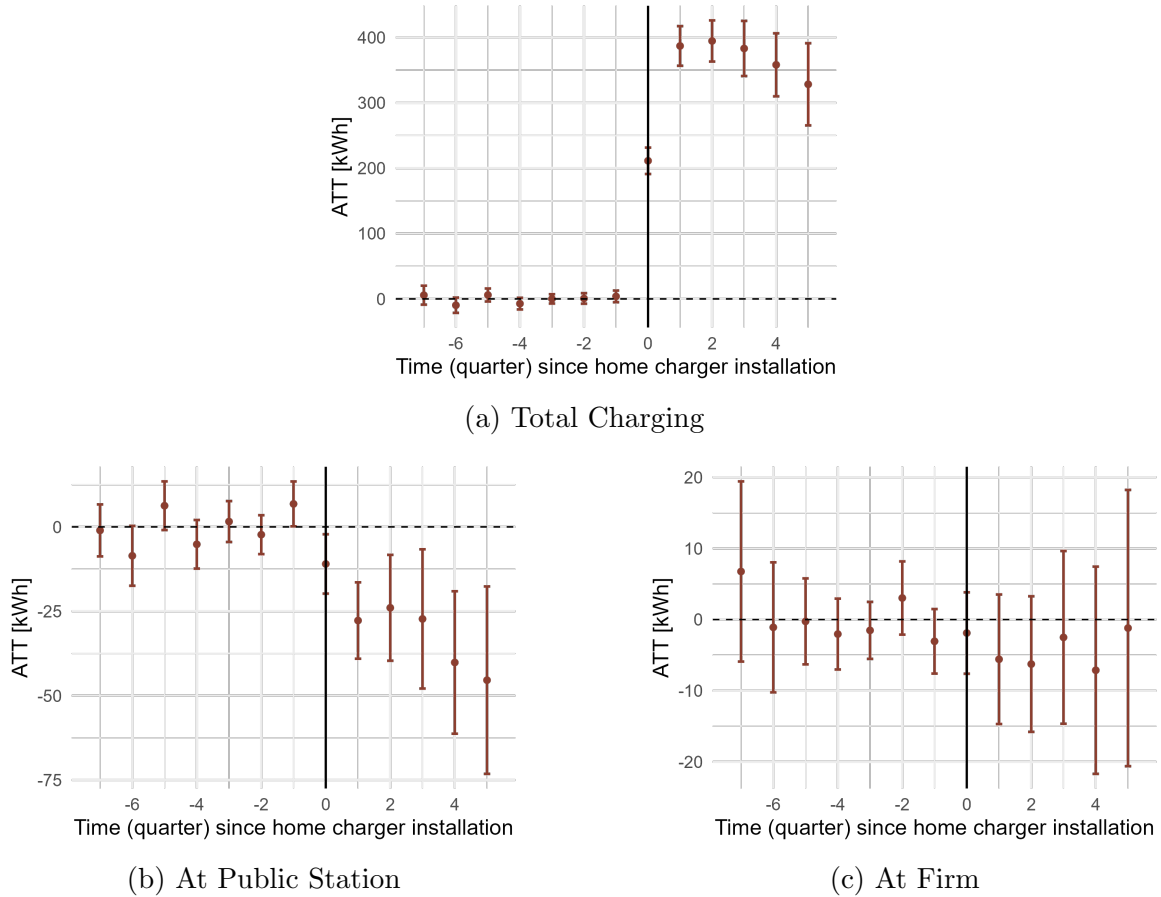 400
300
200
100
0
ATT [kWh]
-6 -4 -2 0 2 4
Time (quarter) since home charger installation
(a) Total Charging
0
-25
-50
-75
ATT [kWh]
-6 -4 -2 0 2 4
Time (quarter) since home charger installation
(b) At Public Station
20
10
0
-10
-20
ATT [kWh]
-6 -4 -2 0 2 4
Time (quarter) since home charger installation
(c) At Firm